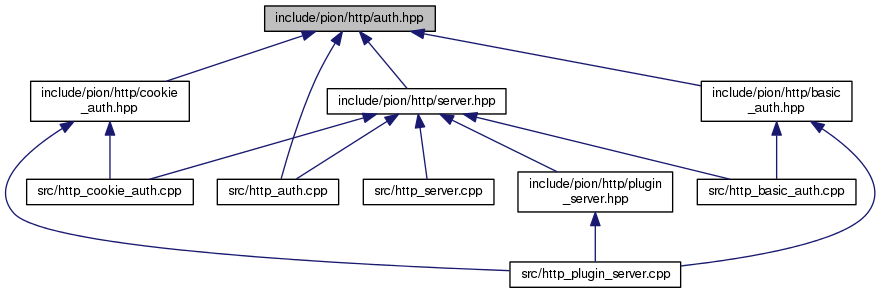 include/pion/http/auth.hpp
include/pion/http/cookie
_auth.hpp
include/pion/http/server.hpp
include/pion/http/basic
_auth.hpp
src/http_cookie_auth.cpp
src/http_auth.cpp
src/http_server.cpp
include/pion/http/plugin
_server.hpp
src/http_basic_auth.cpp
src/http_plugin_server.cpp